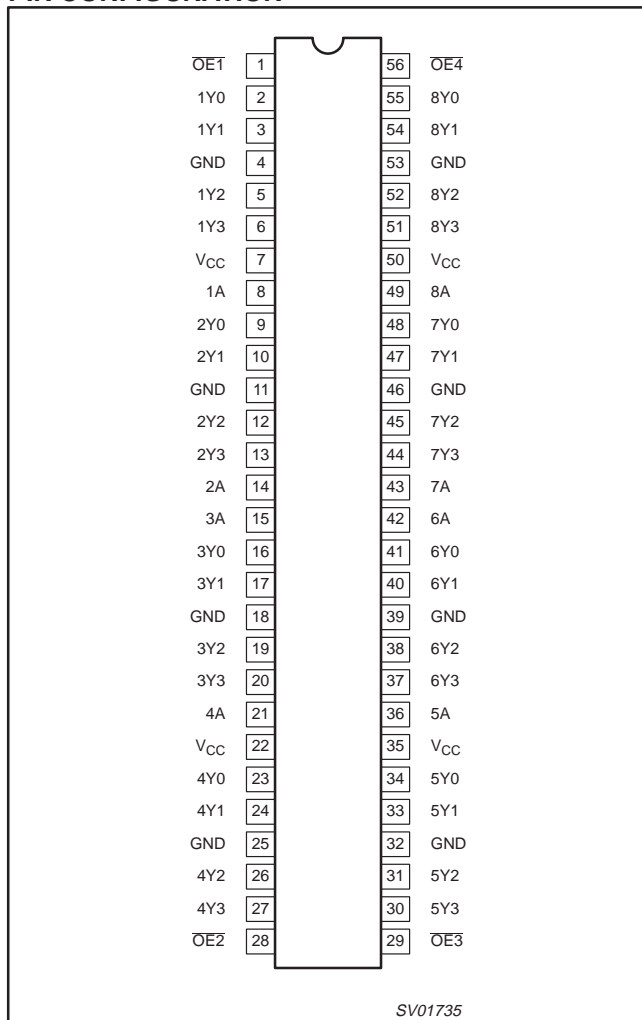 OE1 1 56 OE4
1Y0 2 55 8Y0
1Y1 3 54 8Y1
GND 4 53 GND
1Y2 5 52 8Y2
1Y3 6 51 8Y3
VCC 7 50 VCC
1A 8 49 8A
2Y0 9 48 7Y0
2Y1 10 47 7Y1
GND 11 46 GND
2Y2 12 45 7Y2
2Y3 13 44 7Y3
2A 14 43 7A
3A 15 42 6A
3Y0 16 41 6Y0
3Y1 17 40 6Y1
GND 18 39 GND
3Y2 19 38 6Y2
3Y3 20 37 6Y3
4A 21 36 5A
VCC 22 35 VCC
4Y0 23 34 5Y0
4Y1 24 33 5Y1
GND 25 32 GND
4Y2 26 31 5Y2
4Y3 27 30 5Y3
OE2 28 29 OE3
SV01735